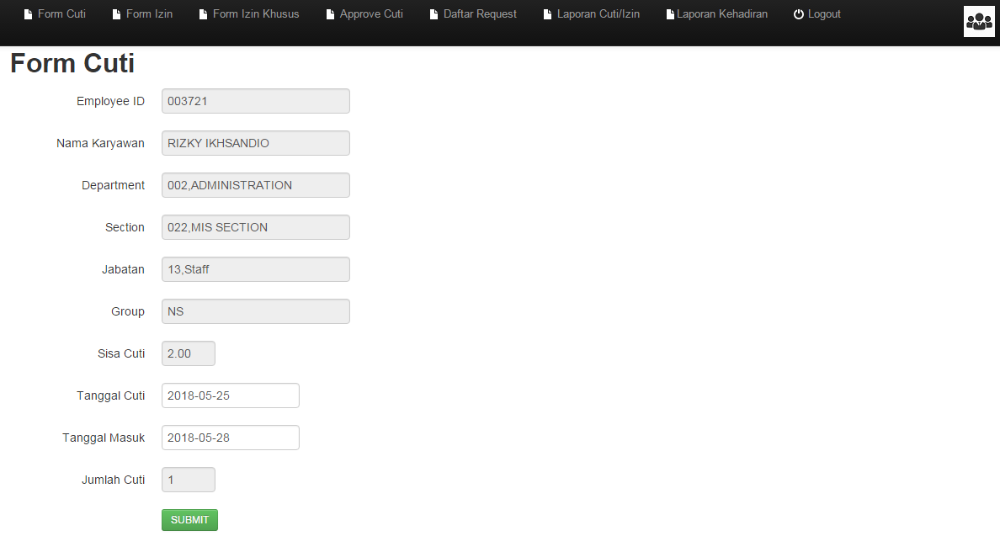 Form Cuti Form Izin Form Izin Khusus Approve Cuti Daftar Request Laporan Cuti/Izin Laporan Kehadiran Logout
Form Cuti
Employee ID 003721
Nama Karyawan RIZKY IKHSANDIO
Department 002,ADMINISTRATION
Section 022,MIS SECTION
Jabatan 13,Staff
Group NS
Sisa Cuti 2.00
Tanggal Cuti 2018-05-25
Tanggal Masuk 2018-05-28
Jumlah Cuti 1
SUBMIT